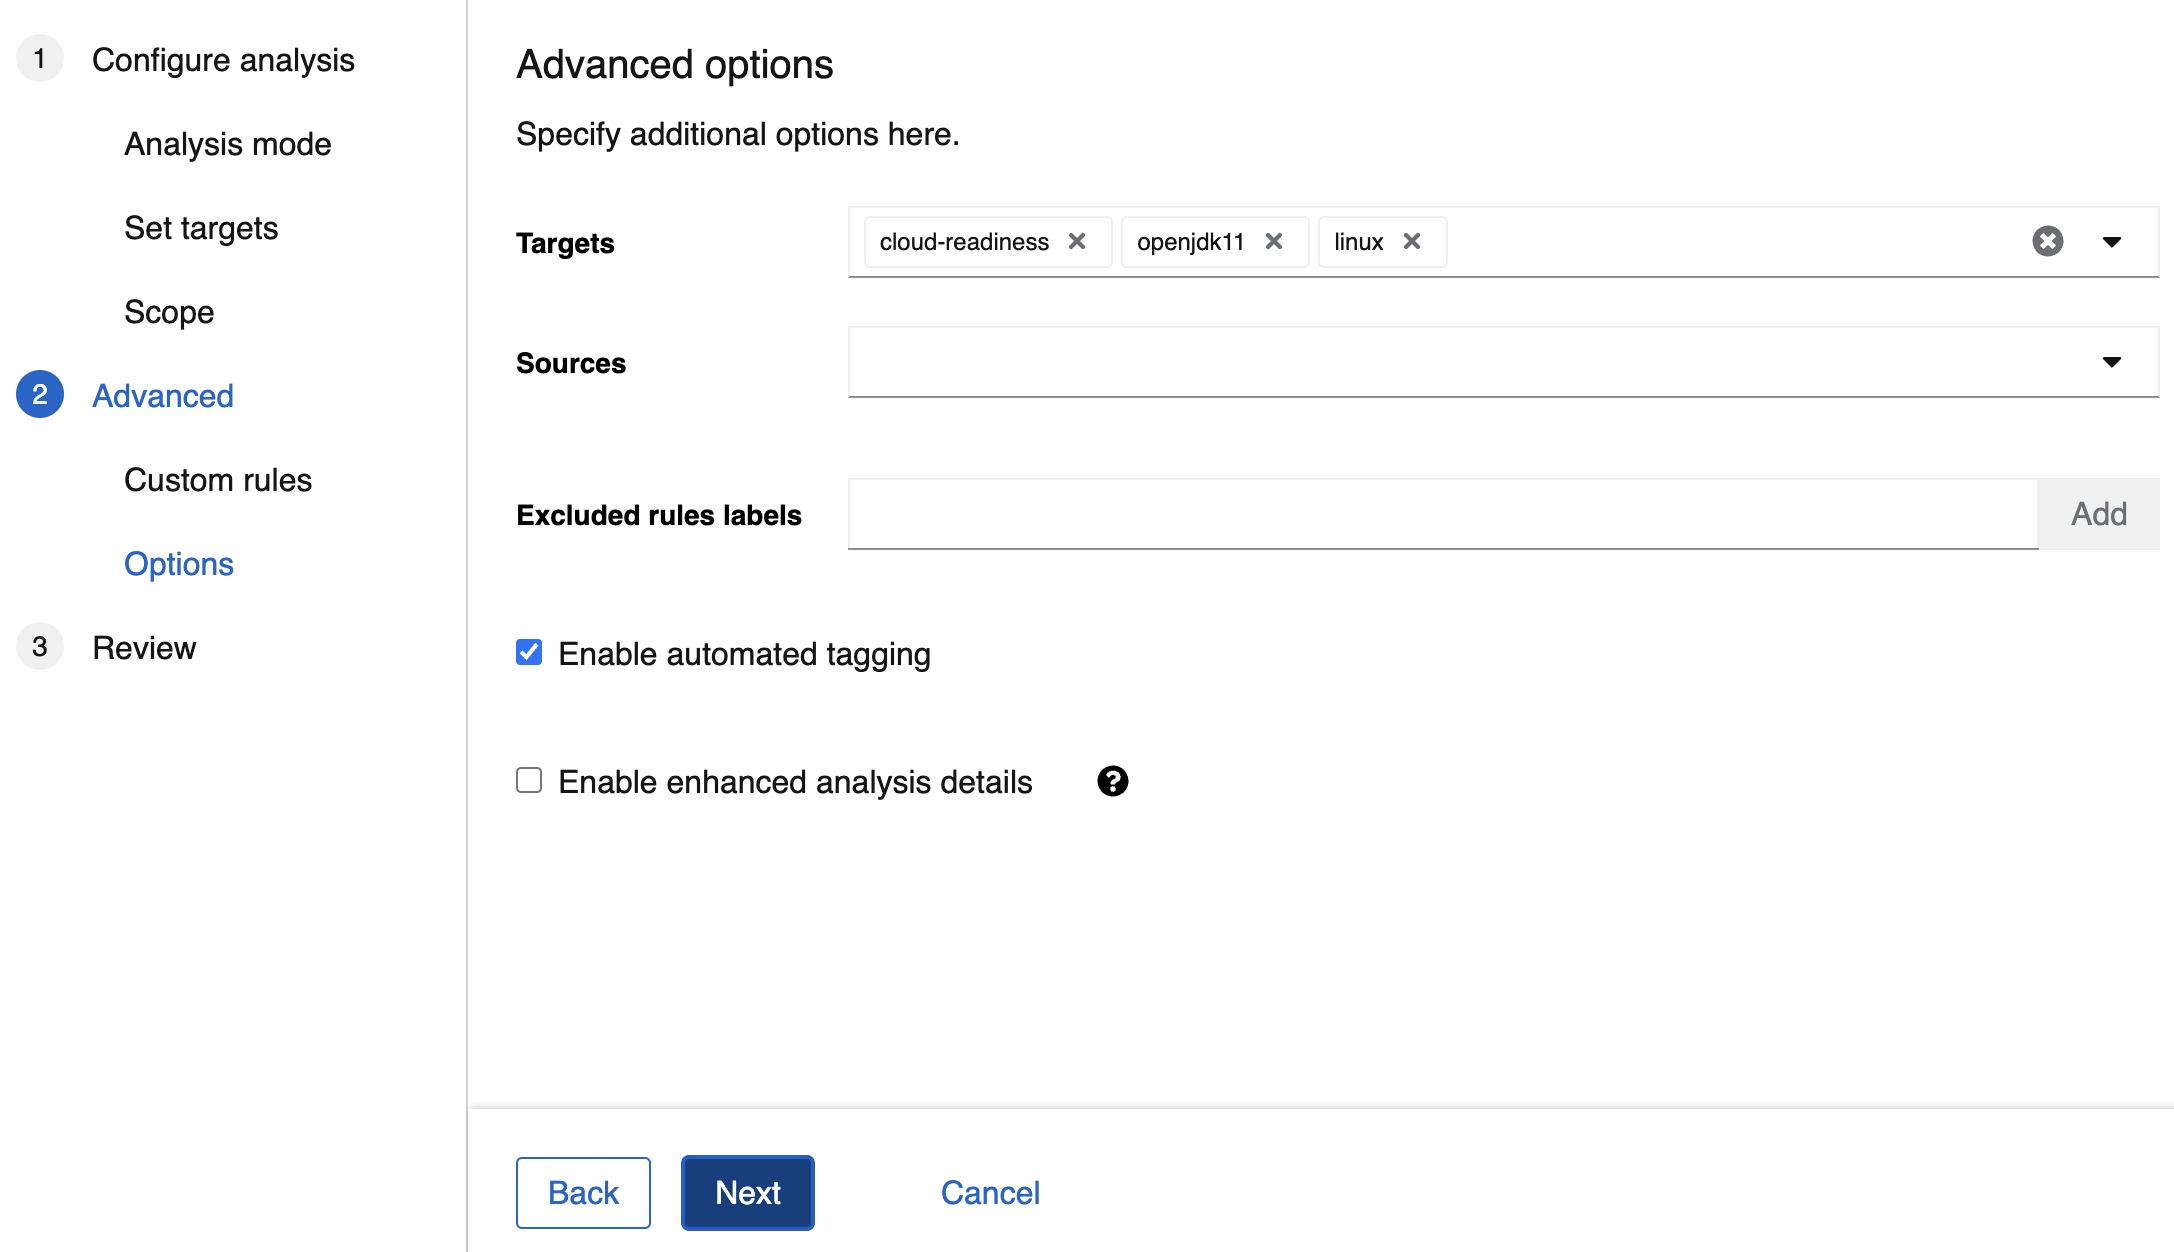 1 Configure analysis
Analysis mode
Set targets
Scope
2 Advanced
Custom rules
Options
3 Review
Advanced options
Specify additional options here.
Targets cloud-readiness openjdk11 linux
Sources
Excluded rules labels Add
Enable automated tagging
Enable enhanced analysis details
Back Next Cancel